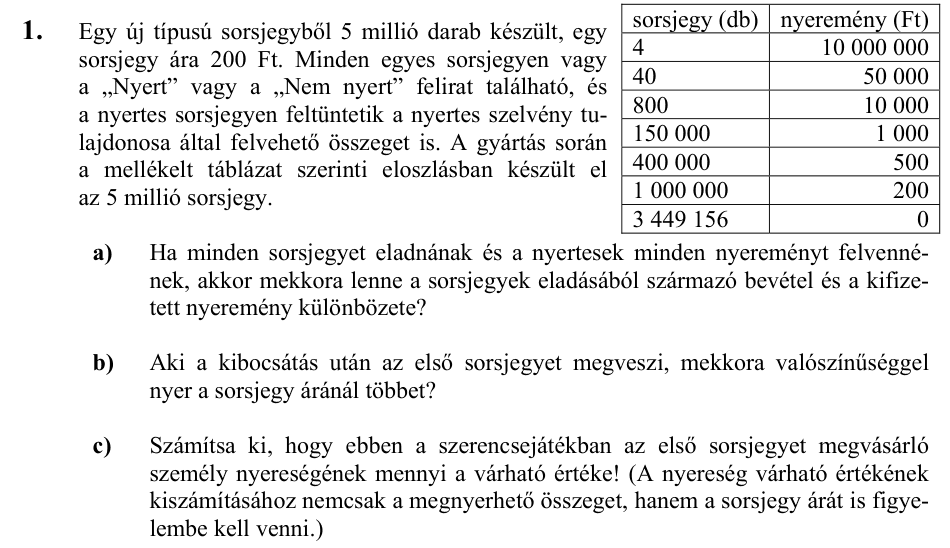 1. Egy új típusú sorsjegyből 5 millió darab készült, egy
sorsjegy ára 200 Ft. Minden egyes sorsjegyen vagy
a „Nyert” vagy a „Nem nyert” felirat található, és
a nyertes sorsjegyen feltüntetik a nyertes szelvény tu-
lajdonosa által felvehető összeget is. A gyártás során
a mellékelt táblázat szerinti eloszlásban készült el
az 5 millió sorsjegy.
sorsjegy (db) nyeremény (Ft)
4 10 000 000
40 50 000
800 10 000
150 000 1 000
400 000 500
1 000 000 200
3 449 156 0
a) Ha minden sorsjegyet eladnának és a nyertesek minden nyereményt felvenné-
nek, akkor mekkora lenne a sorsjegyek eladásából származó bevétel és a kifize-
tett nyeremény különbözete?
b) Aki a kibocsátás után az első sorsjegyet megveszi, mekkora valószínűséggel
nyer a sorsjegy áránál többet?
c) Számítsa ki, hogy ebben a szerencsejátékban az első sorsjegyet megvásárló
személy nyereségének mennyi a várható értéke! (A nyereség várható értékének
kiszámításához nemcsak a megnyerhető összeget, hanem a sorsjegy árát is figye-
lembe kell venni.)